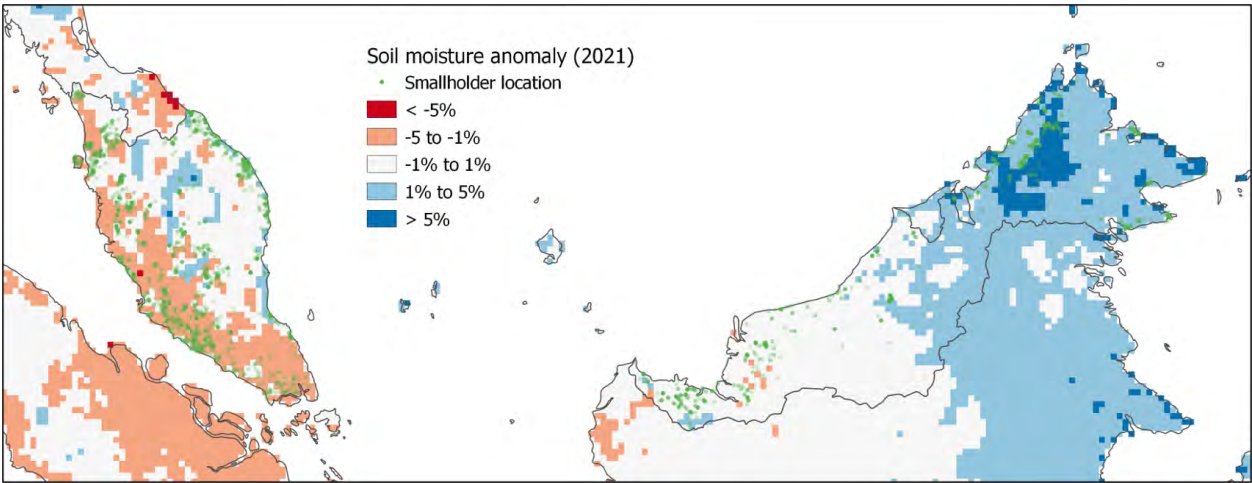 Soil moisture anomaly (2021)
Smallholder location
< -5%
-5 to -1%
-1% to 1%
1% to 5%
> 5%